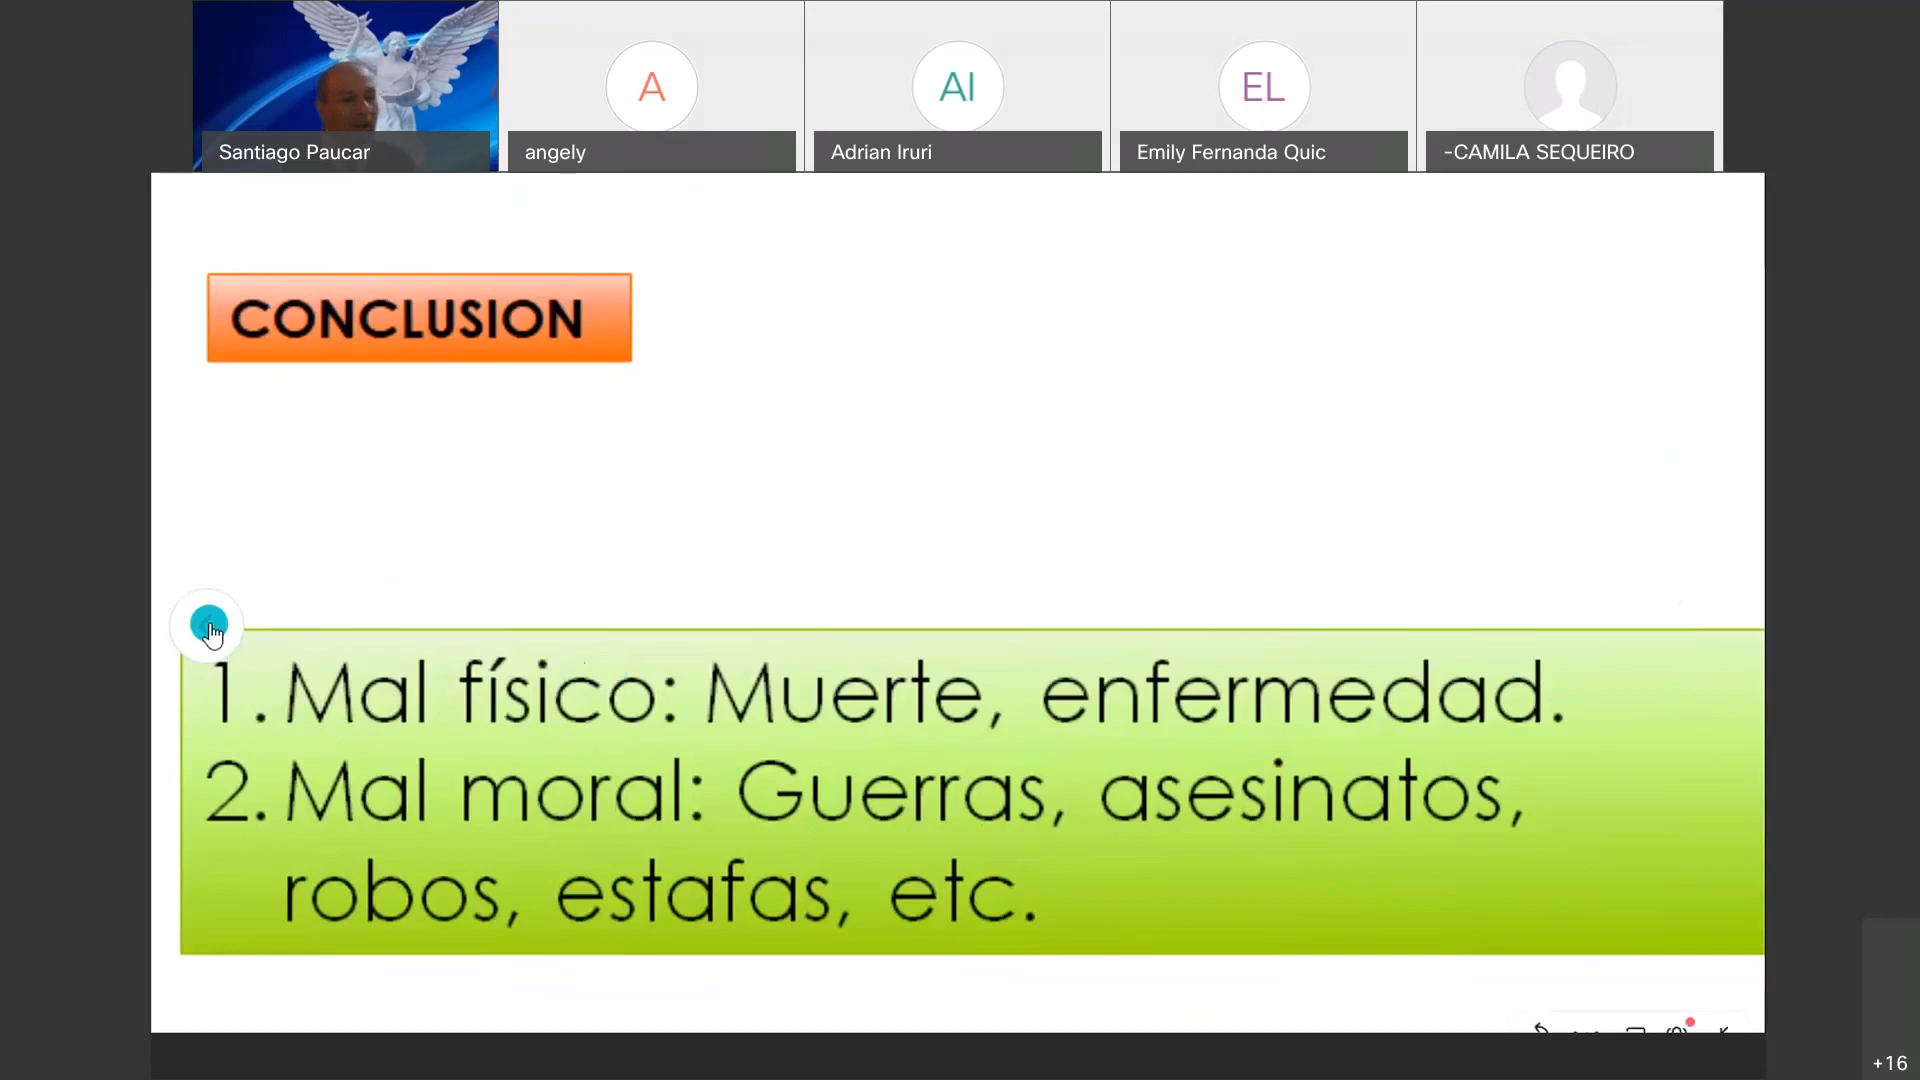 A
AI
EL
Santiago Paucar
angely
Adrian Iruri
Emily Fernanda Quic
-CAMILA SEQUEIRO
CONCLUSION
1. Mal físico: Muerte, enfermedad.
2. Mal moral: Guerras, asesinatos,
robos, estafas, etc.
+16